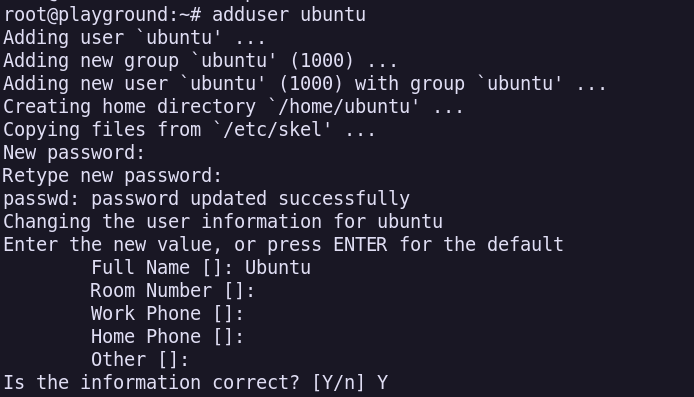 root@playground:~# adduser ubuntu
Adding user `ubuntu' ...
Adding new group `ubuntu' (1000) ...
Adding new user `ubuntu' (1000) with group `ubuntu' ...
Creating home directory `/home/ubuntu' ...
Copying files from `/etc/skel' ...
New password:
Retype new password:
passwd: password updated successfully
Changing the user information for ubuntu
Enter the new value, or press ENTER for the default
        Full Name []: Ubuntu
        Room Number []:
        Work Phone []:
        Home Phone []:
        Other []:
Is the information correct? [Y/n] Y